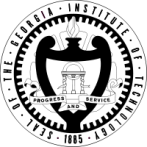 SEAL OF THE GEORGIA INSTITUTE OF TECHNOLOGY
PROGRESS AND SERVICE
1885